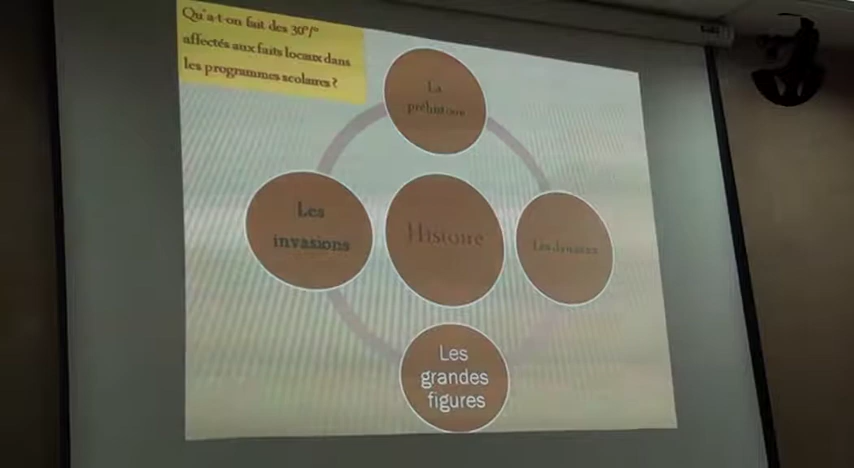 Qu'a-t-on fait des 30°/°
affectés aux faits locaux dans
les programmes scolaires ?
La
préhistoire
Les
invasions
Histoire
Les
Les
grandes
figures